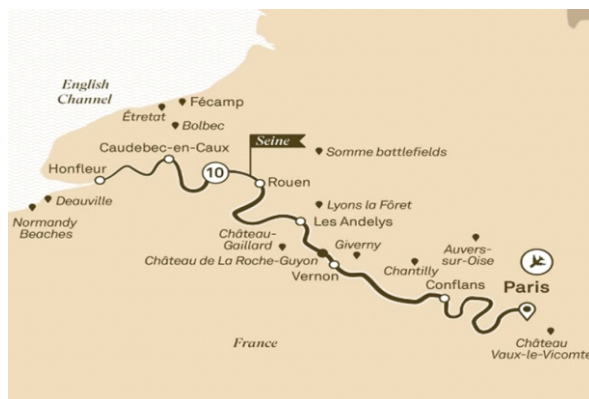 English
Channel
Fécamp
Étretat
Bolbec
Seine
Caudebec-en-Caux
Somme battlefields
Honfleur
10
Rouen
Deauville
Lyons la Fôret
Normandy
Beaches
Les Andelys
Château-
Gaillard
Giverny
Auvers-
sur-Oise
Château de La Roche-Guyon
Vernon
Chantilly
Conflans
Paris
France
Château
Vaux-le-Vicomte